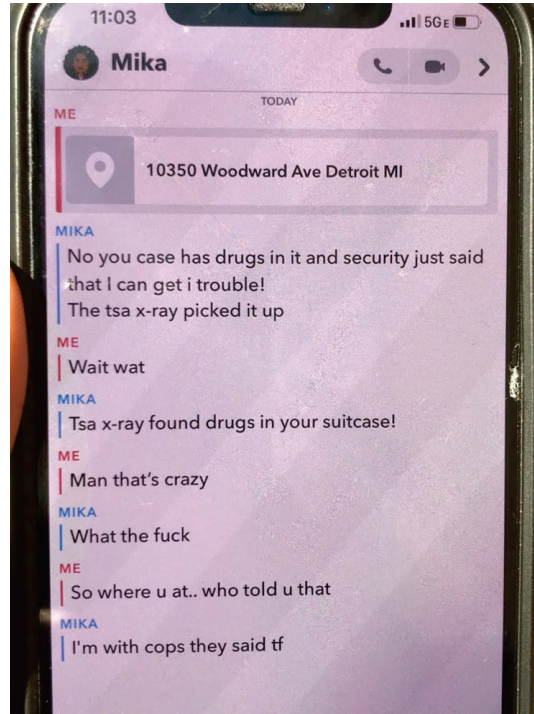 11:03
5GE
Mika
TODAY
ME
10350 Woodward Ave Detroit MI
MIKA
No you case has drugs in it and security just said
that I can get i trouble!
The tsa x-ray picked it up
ME
Wait wat
MIKA
Tsa x-ray found drugs in your suitcase!
ME
Man that's crazy
MIKA
What the fuck
ME
So where u at.. who told u that
MIKA
I'm with cops they said tf